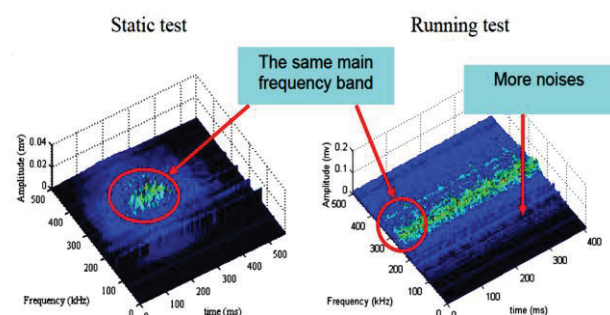 Static test
Running test
The same main
frequency band
More noises
Amplitude (mv)
0.04
0.02
0
500
400
300
200
100
0
Frequency (kHz)
0
100
200
300
400
500
time (ms)
Amplitude (mv)
0.2
0.1
0
500
400
300
200
100
0
Frequency (kHz)
0
100
200
300
400
time (ms)